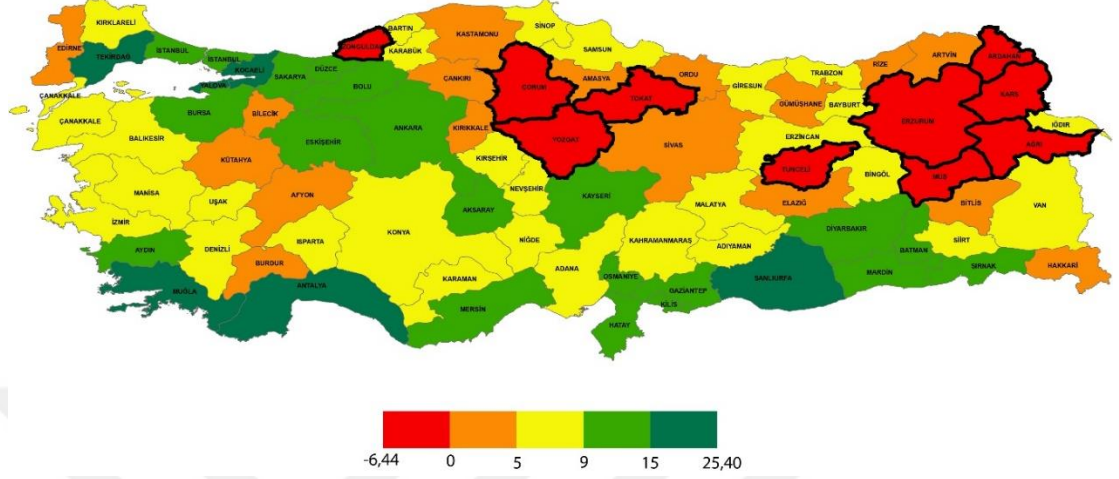 KIRKLARELİ
EDİRNE
TEKİRDAĞ
İSTANBUL
İSTANBUL
KOCAELİ
YALOVA
SAKARYA
DÜZCE
BOLU
ZONGULDAK
BARTIN
KARABÜK
KASTAMONU
SİNOP
SAMSUN
ÇANKIRI
ÇORUM
AMASYA
TOKAT
ORDU
GİRESUN
TRABZON
RİZE
ARTVİN
ARDAHAN
KARS
GÜMÜŞHANE
BAYBURT
ERZURUM
IĞDIR
AĞRI
ÇANAKKALE
ÇANAKKALE
BALIKESİR
BURSA
BİLECİK
ESKİŞEHİR
ANKARA
KIRIKKALE
YOZGAT
SİVAS
ERZİNCAN
TUNCELİ
BİNGÖL
MUŞ
KÜTAHYA
KIRŞEHİR
MANİSA
UŞAK
AFYON
NEVŞEHİR
KAYSERİ
MALATYA
ELAZIĞ
BİTLİS
VAN
İZMİR
AKSARAY
AYDIN
DENİZLİ
ISPARTA
KONYA
NİĞDE
KAHRAMANMARAŞ
ADIYAMAN
DİYARBAKIR
BATMAN
SİİRT
BURDUR
MUĞLA
ANTALYA
KARAMAN
MERSİN
ADANA
OSMANİYE
GAZİANTEP
KİLİS
HATAY
ŞANLIURFA
MARDİN
ŞIRNAK
HAKKARİ
-6,44 0 5 9 15 25,40